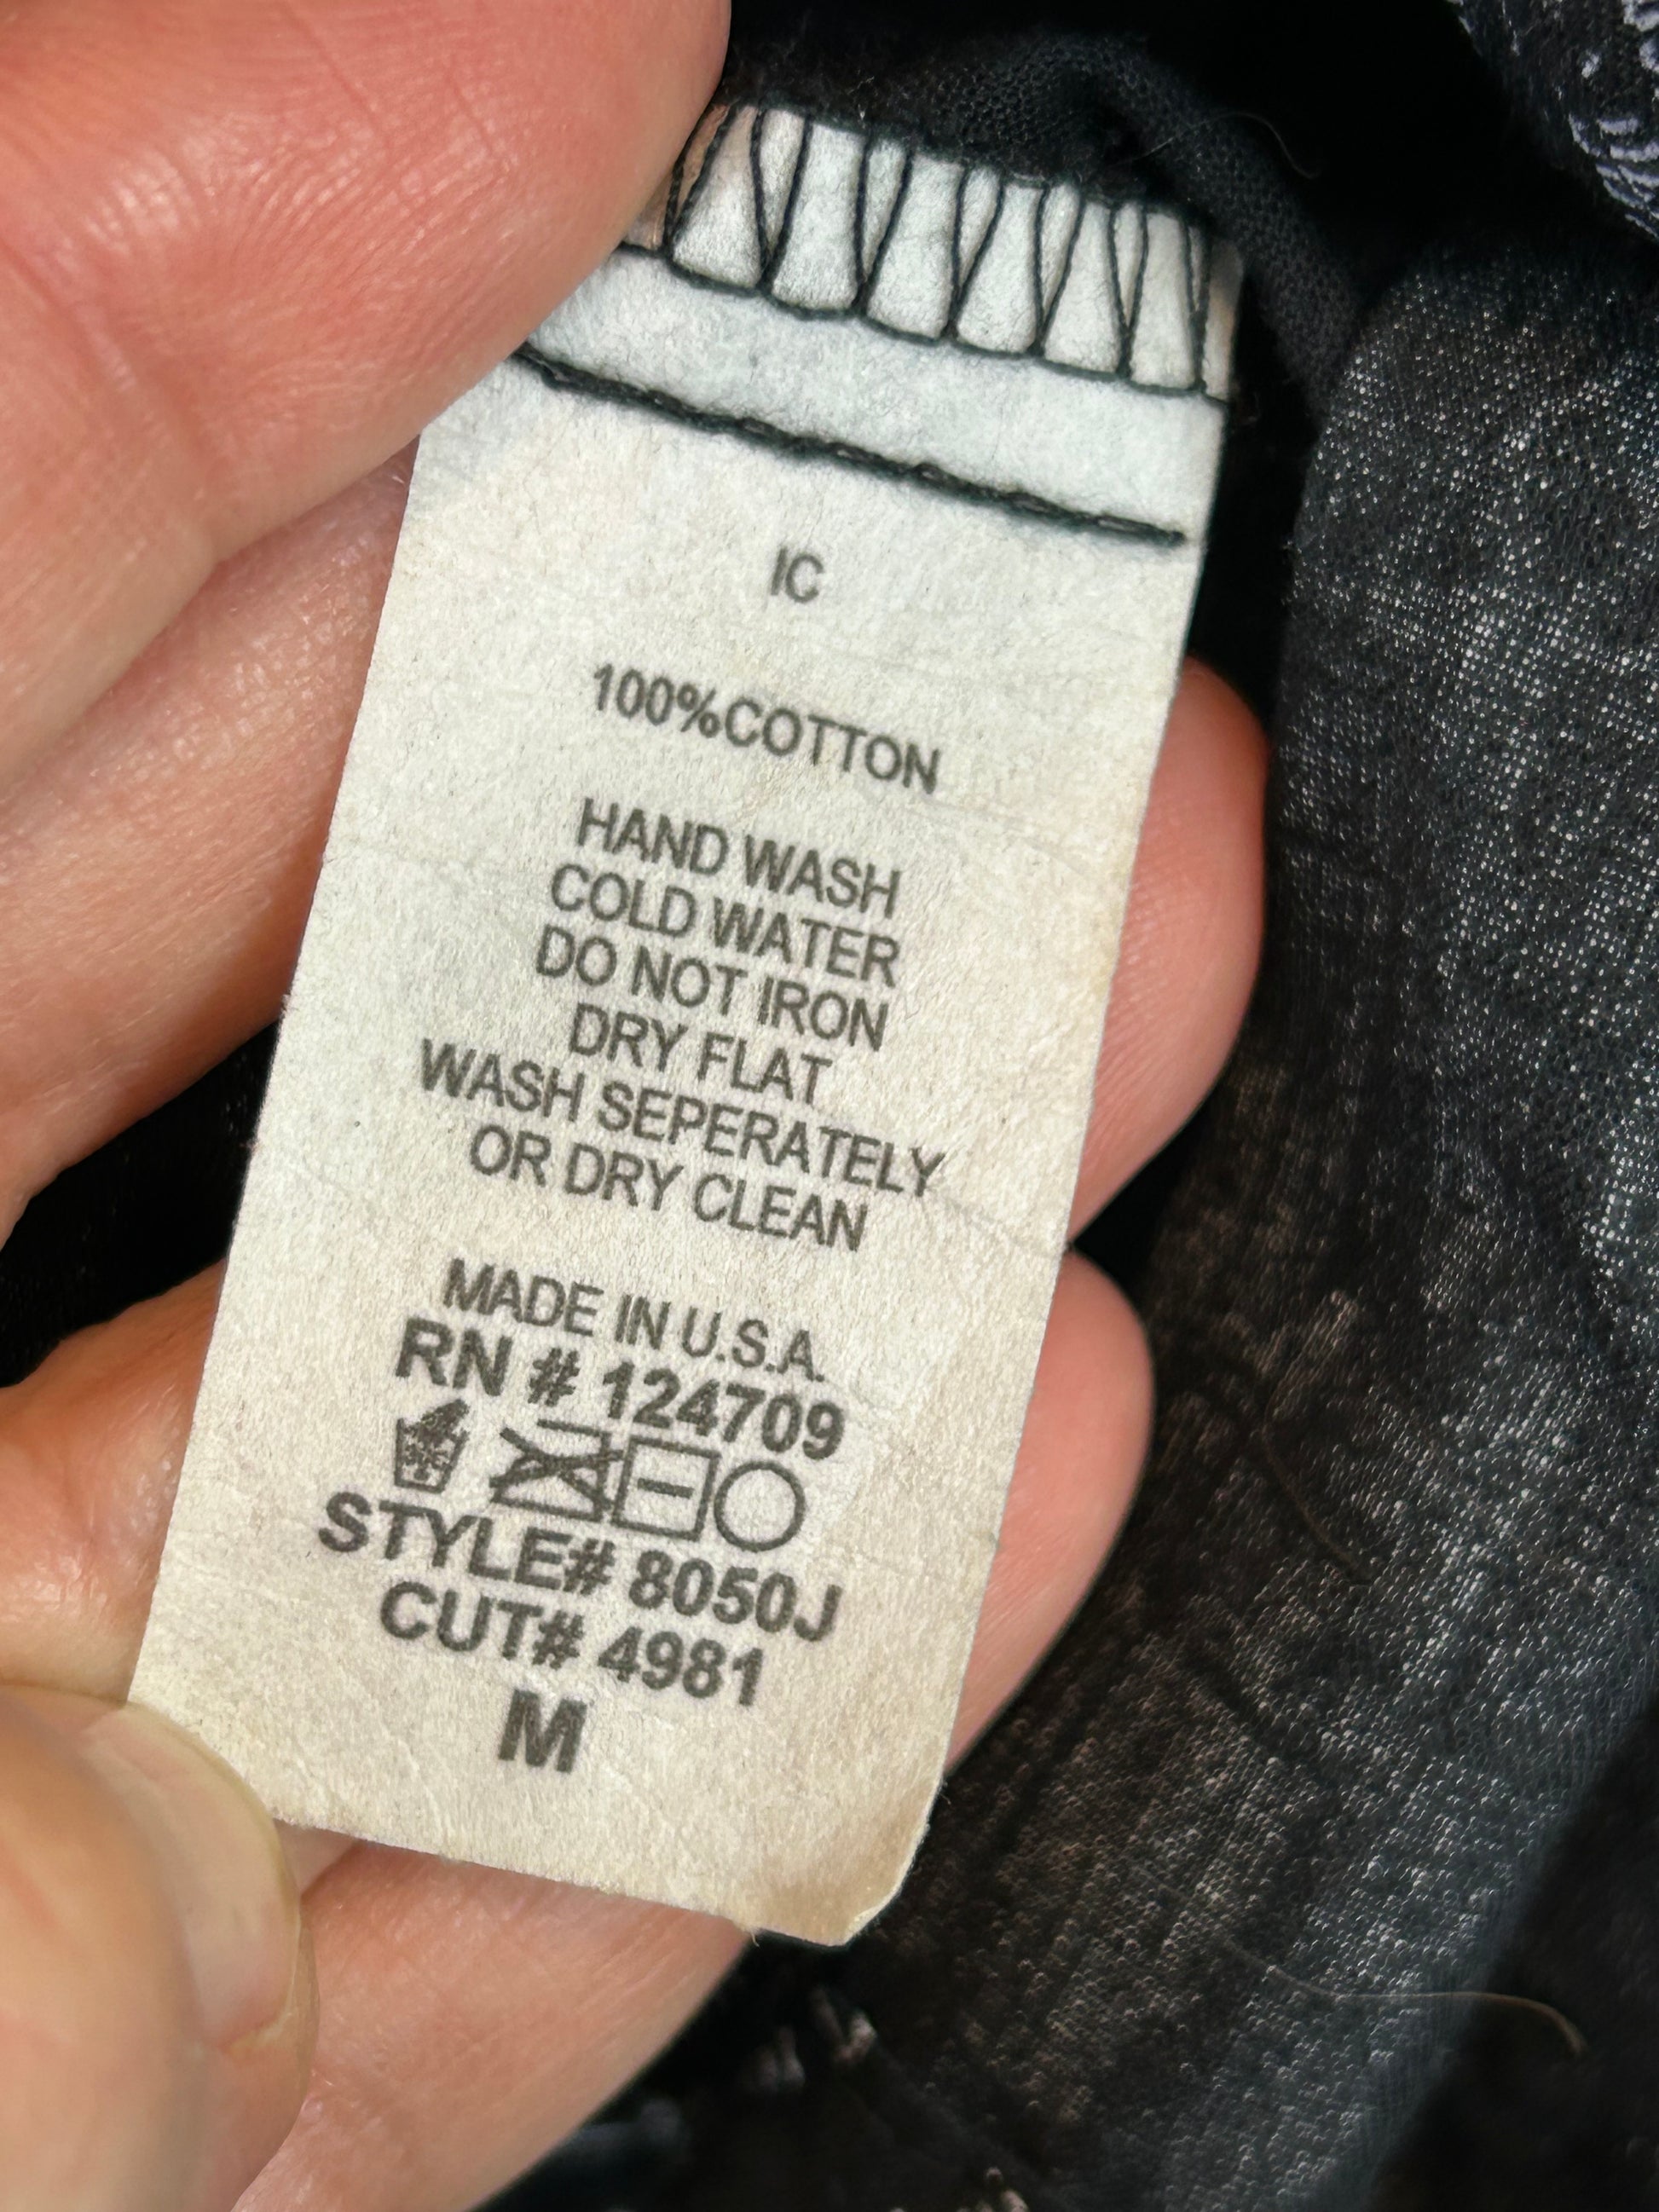 IC
100%COTTON
HAND WASH
COLD WATER
DO NOT IRON
DRY FLAT
WASH SEPERATELY
OR DRY CLEAN
MADE IN U.S.A.
RN # 124709
STYLE# 8050J
CUT# 4981
M